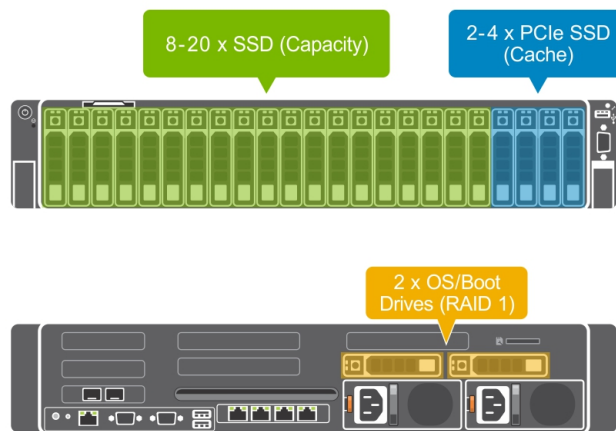 8-20 x SSD (Capacity)
2-4 x PCIe SSD
(Cache)
2 x OS/Boot
Drives (RAID 1)